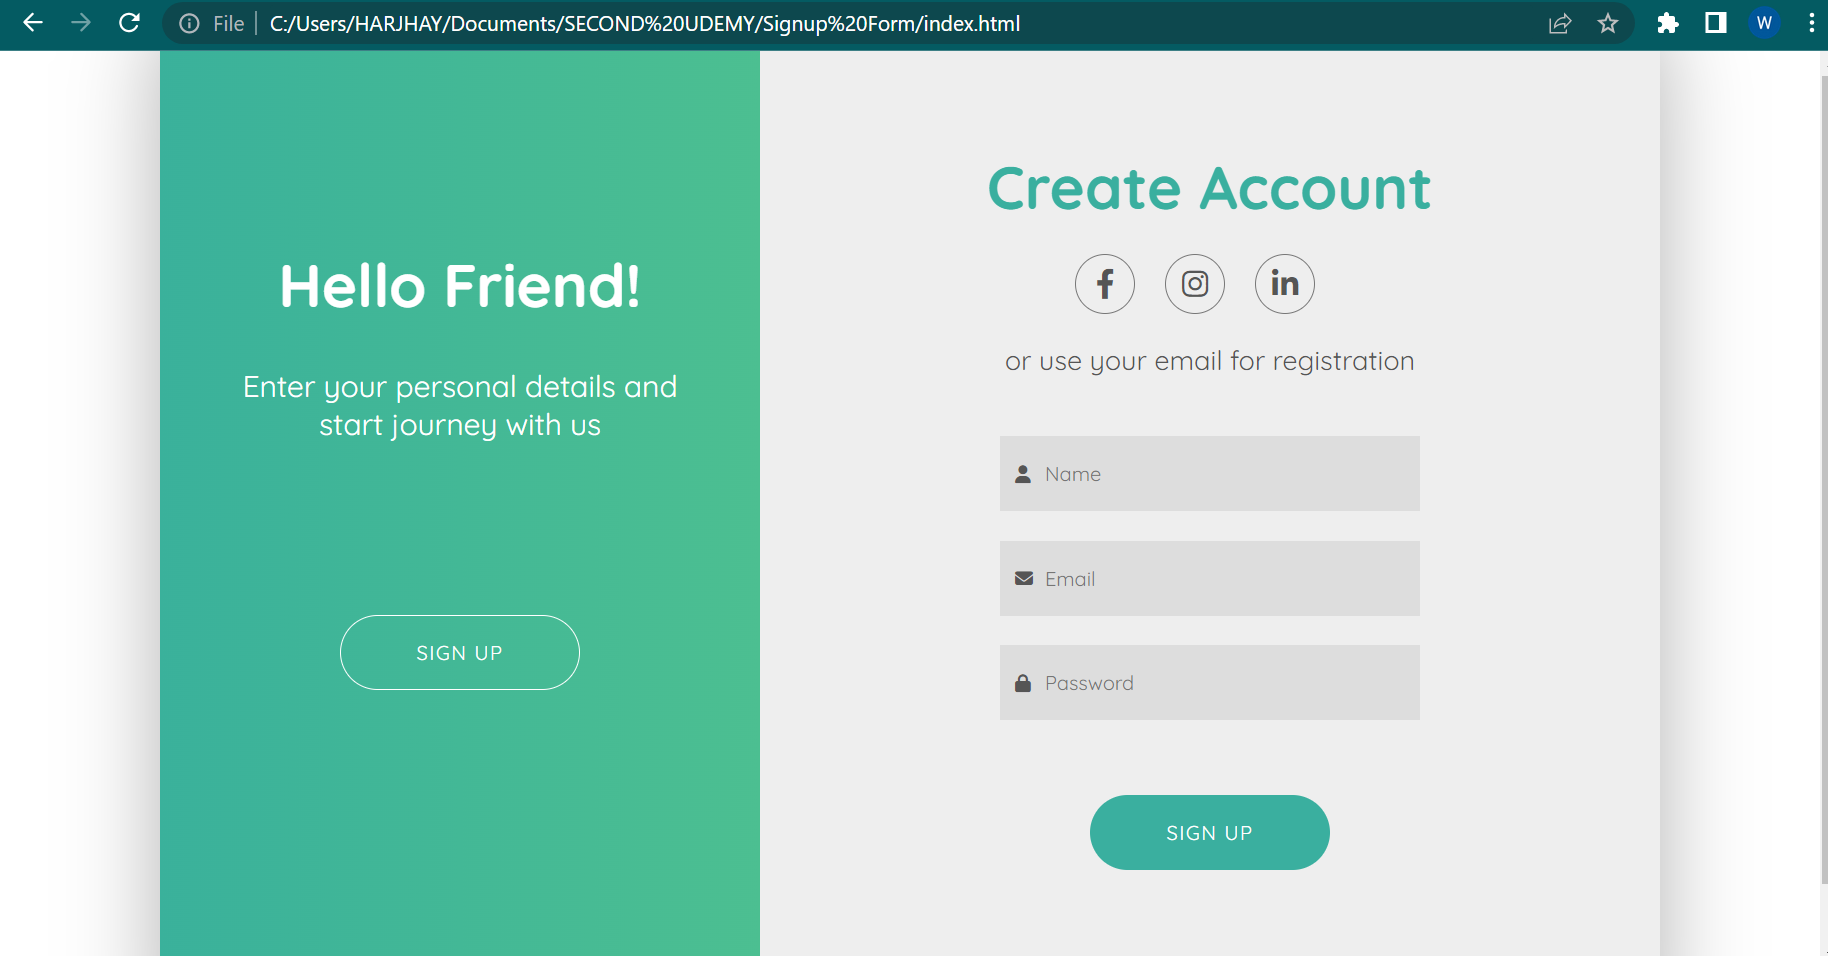 File C:/Users/HARJHAY/Documents/SECOND%20UDEMY/Signup%20Form/index.html
W
Hello Friend!
Enter your personal details and
start journey with us
SIGN UP
Create Account
f
in
or use your email for registration
Name
Email
Password
SIGN UP